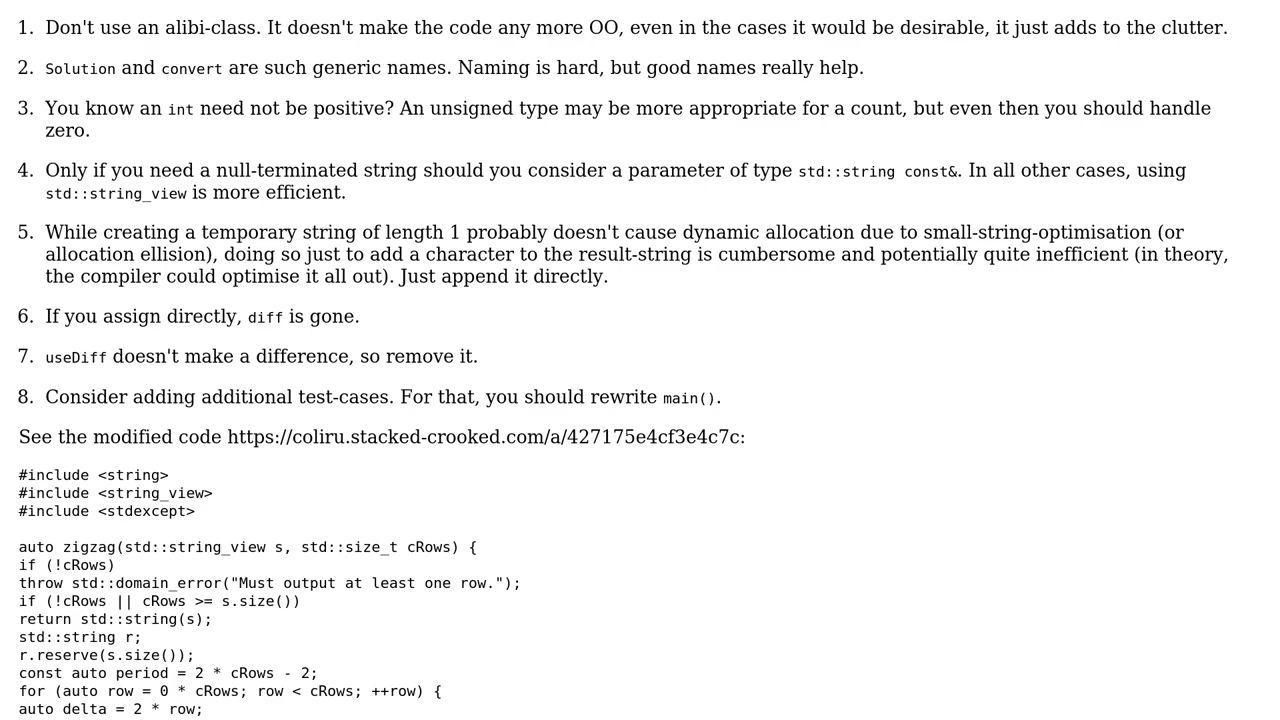 1. Don't use an alibi-class. It doesn't make the code any more OO, even in the cases it would be desirable, it just adds to the clutter.
2. Solution and convert are such generic names. Naming is hard, but good names really help.
3. You know an int need not be positive? An unsigned type may be more appropriate for a count, but even then you should handle
zero.
4. Only if you need a null-terminated string should you consider a parameter of type std::string const&. In all other cases, using
std::string_view is more efficient.
5. While creating a temporary string of length 1 probably doesn't cause dynamic allocation due to small-string-optimisation (or
allocation ellision), doing so just to add a character to the result-string is cumbersome and potentially quite inefficient (in theory,
the compiler could optimise it all out). Just append it directly.
6. If you assign directly, diff is gone.
7. useDiff doesn't make a difference, so remove it.
8. Consider adding additional test-cases. For that, you should rewrite main().
See the modified code https://coliru.stacked-crooked.com/a/427175e4cf3e4c7c:
#include <string>
#include <string_view>
#include <stdexcept>
auto zigzag(std::string_view s, std::size_t cRows) {
if (!cRows)
throw std::domain_error("Must output at least one row.");
if (!cRows || cRows >= s.size())
return std::string(s);
std::string r;
r.reserve(s.size());
const auto period = 2 * cRows - 2;
for (auto row = 0 * cRows; row < cRows; ++row) {
auto delta = 2 * row;